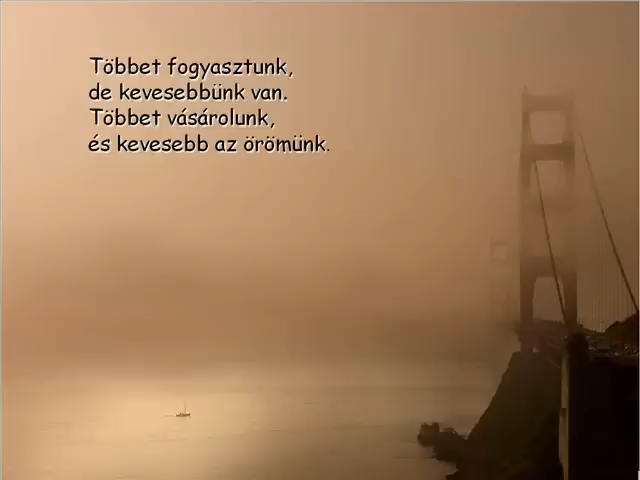 Többet fogyasztunk,
de kevesebbünk van.
Többet vásárolunk,
és kevesebb az örömünk.